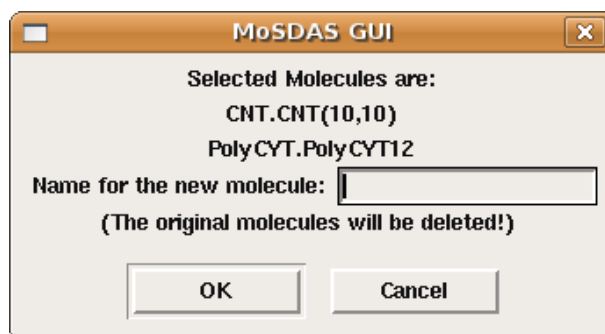 MoSDAS GUI
Selected Molecules are:
CNT.CNT(10,10)
PolyCYT.PolyCYT12
Name for the new molecule:
(The original molecules will be deleted!)
OK Cancel